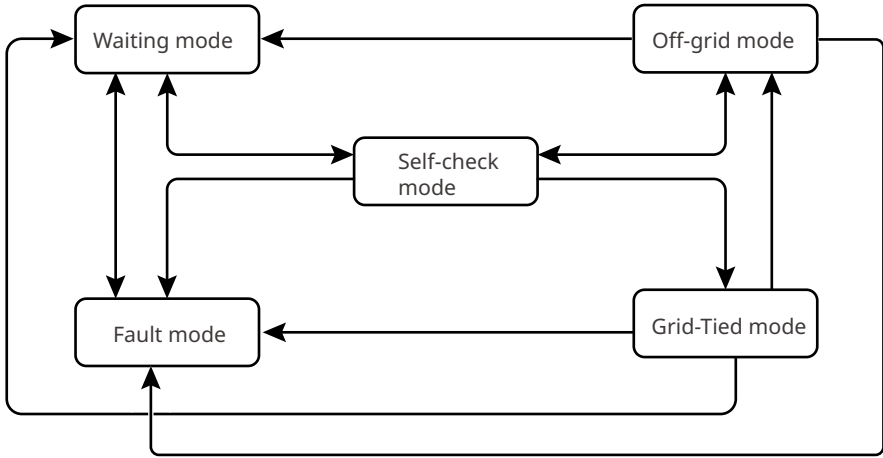 Waiting mode
Off-grid mode
Self-check
mode
Fault mode
Grid-Tied mode